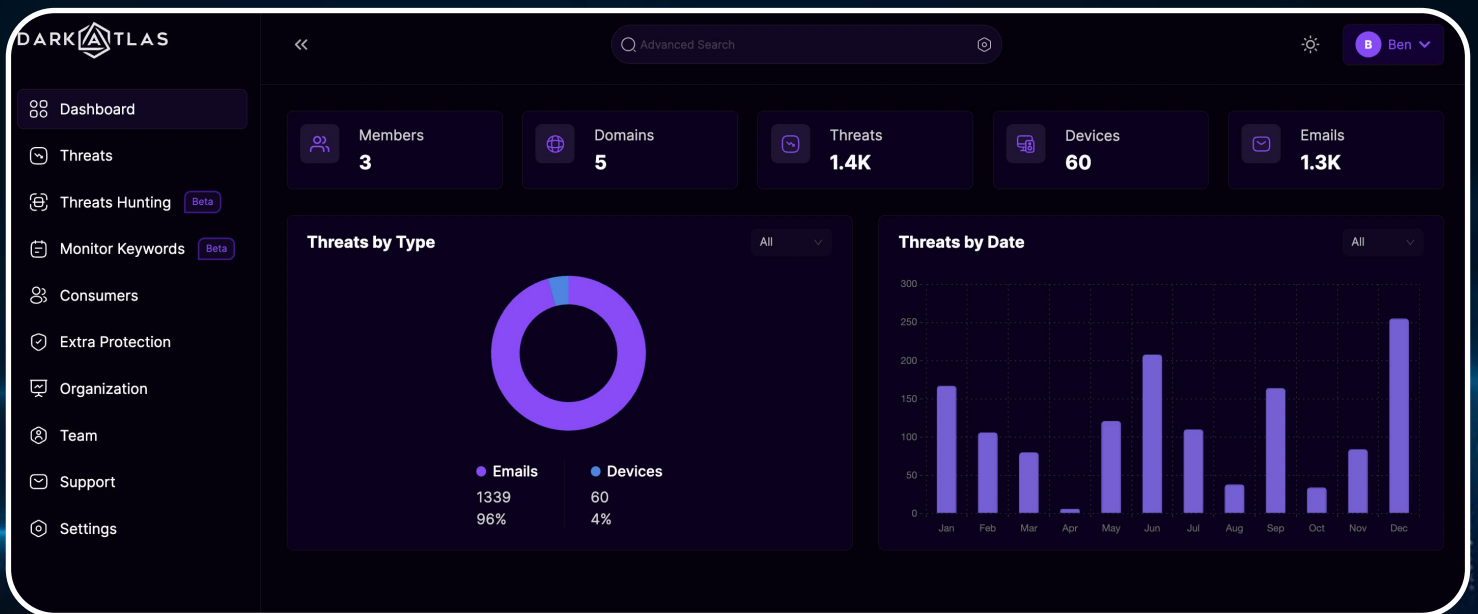 DARK ATLAS
Advanced Search
B
Ben
Dashboard
Threats
Threats Hunting Beta
Monitor Keywords Beta
Consumers
Extra Protection
Organization
Team
Support
Settings
Members
3
Domains
5
Threats
1.4K
Devices
60
Emails
1.3K
Threats by Type
All
Emails
1339
96%
Devices
60
4%
Threats by Date
All
300
250
200
150
100
50
0
Jan Feb Mar Apr May Jun Jul Aug Sep Oct Nov Dec